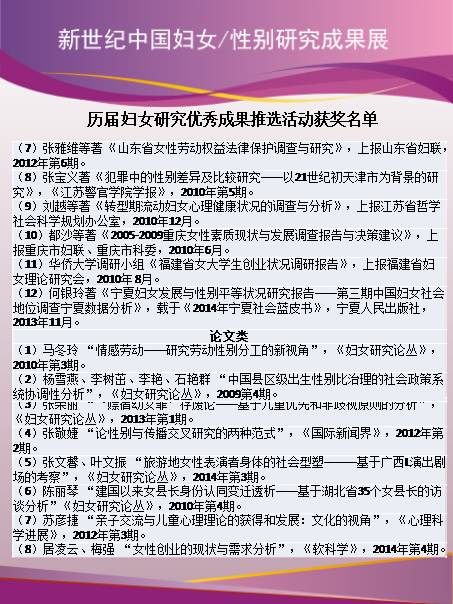 新世纪中国妇女/性别研究成果展
历届妇女研究优秀成果推选活动获奖名单
（7）张雅维等著《山东省女性劳动权益法律保护调查与研究》，上报山东省妇联，
2012年第6期。
（8）张宝义著《犯罪中的性别差异及比较研究——以21世纪初天津市为背景的研
究》，《江苏警官学院学报》，2010年第5期。
（9）刘越等著《转型期流动妇女心理健康状况的调查与分析》，上报江苏省哲学
社会科学规划办公室，2010年12月。
（10）都沙等著《2005-2009重庆女性素质现状与发展调查报告与决策建议》，上
报重庆市妇联、重庆市科委，2010年6月。
（11）华侨大学调研小组《福建省女大学生创业状况调研报告》，上报福建省妇
女理论研究会，2010年 8月。
（12）何银玲著《宁夏妇女发展与性别平等状况研究报告——第三期中国妇女社会
地位调查宁夏数据分析》，载于《2014年宁夏社会蓝皮书》，宁夏人民出版社，
2013年11月。
论文类
（1）马冬玲 “情感劳动——研究劳动性别分工的新视角”，《妇女研究论丛》，
2010年第3期。
（2）杨雪燕、李树茁、李艳、石艳群 “中国县区级出生性别比治理的社会政策系
统协调性分析”，《妇女研究论丛》，2009第4期。
（3）张荣丽 “‘嫖宿幼女罪’存废论——基于儿童优先和非歧视原则的分析”，
《妇女研究论丛》，2013年第1期。
（4）张敬婕 “论性别与传播交叉研究的两种范式”，《国际新闻界》，2012年第
2期。
（5）张文馨、叶文振 “旅游地女性表演者身体的社会型塑———基于广西L演出剧
场的考察”，《妇女研究论丛》，2014年第3期。
（6）陈丽琴 “建国以来女县长身份认同变迁透析——基于湖北省35个女县长的访
谈分析”《妇女研究论丛》，2010年第4期。
（7）苏彦捷 “亲子交流与儿童心理理论的获得和发展：文化的视角”，《心理科
学进展》，2012年第3期。
（8）居凌云、梅强 “女性创业的现状与需求分析”，《软科学》，2014年第4期。